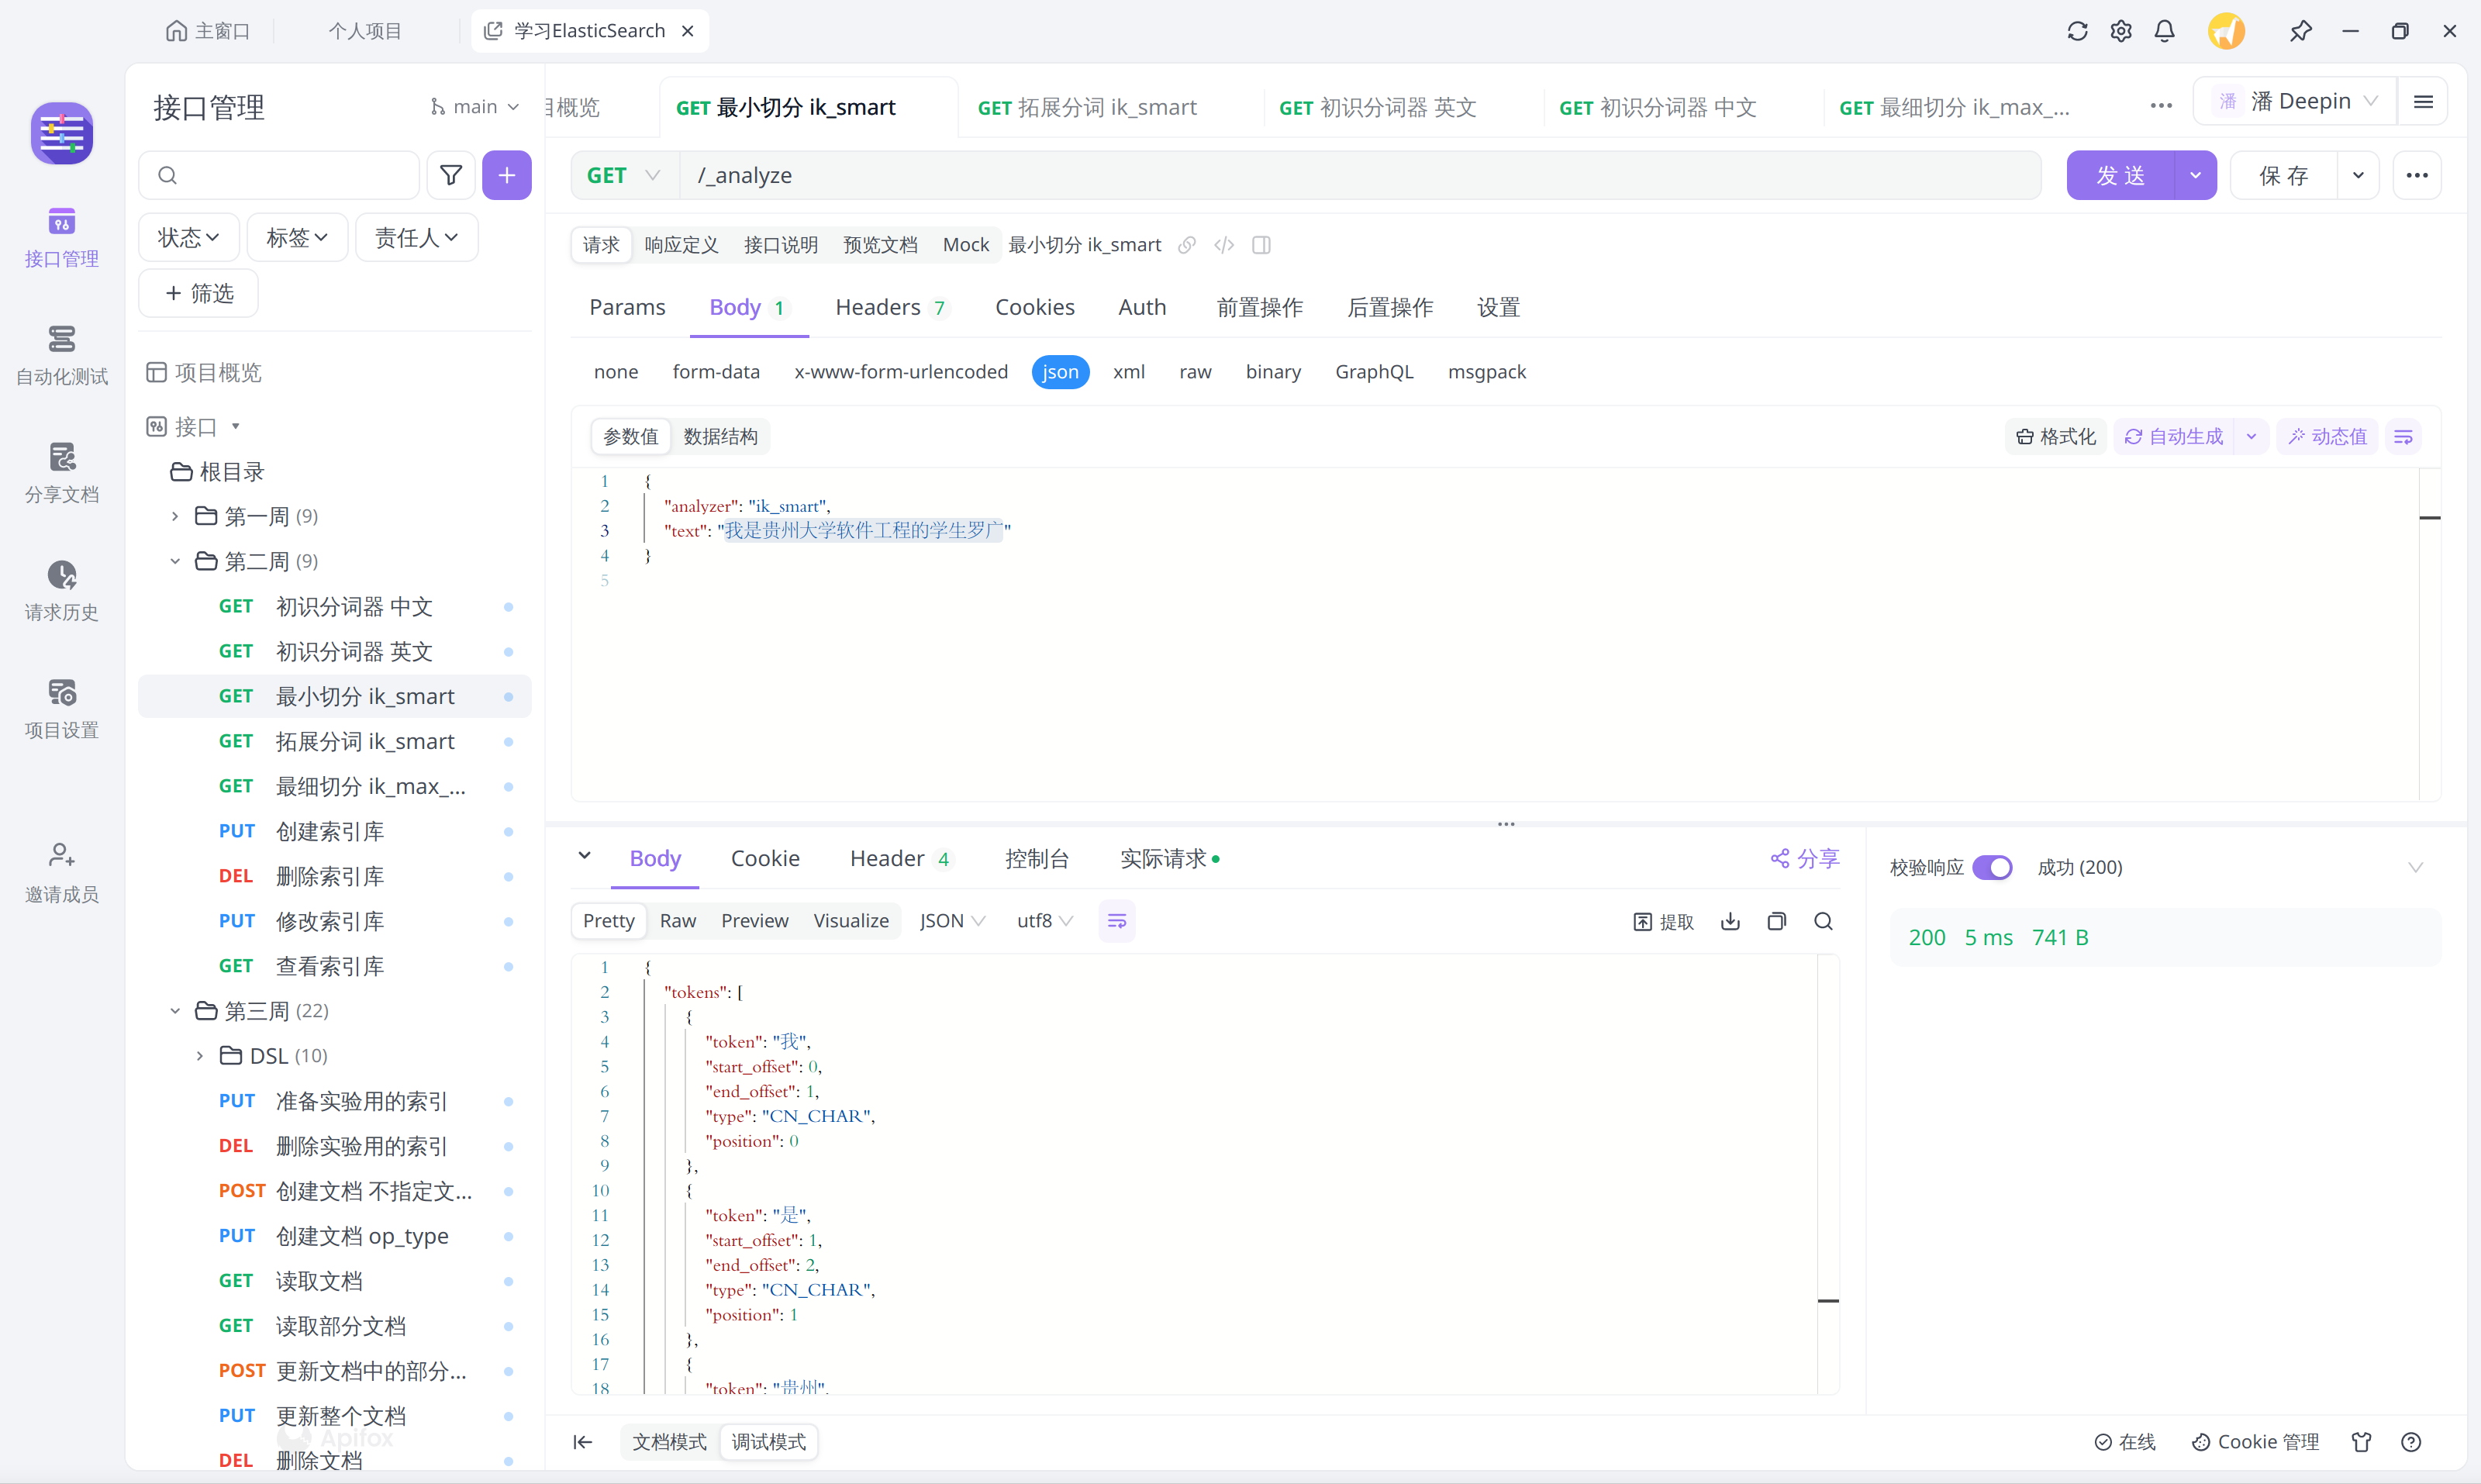 主窗口
个人项目
学习ElasticSearch
接口管理
自动化测试
分享文档
请求历史
项目设置
邀请成员
接口管理
main
状态
标签
责任人
筛选
项目概览
接口
根目录
第一周 (9)
第二周 (9)
GET 初识分词器 中文
GET 初识分词器 英文
GET 最小切分 ik_smart
GET 拓展分词 ik_smart
GET 最细切分 ik_max_...
PUT 创建索引库
DEL 删除索引库
PUT 修改索引库
GET 查看索引库
第三周 (22)
DSL (10)
PUT 准备实验用的索引
DEL 删除实验用的索引
POST 创建文档 不指定文...
PUT 创建文档 op_type
GET 读取文档
GET 读取部分文档
POST 更新文档中的部分...
PUT 更新整个文档
Apifox
DEL 删除文档
目概览
GET 最小切分 ik_smart
GET 拓展分词 ik_smart
GET 初识分词器 英文
GET 初识分词器 中文
GET 最细切分 ik_max_...
潘 潘 Deepin
GET /_analyze
发 送
保 存
请求 响应定义 接口说明 预览文档 Mock 最小切分 ik_smart
Params Body 1 Headers 7 Cookies Auth 前置操作 后置操作 设置
none form-data x-www-form-urlencoded json xml raw binary GraphQL msgpack
参数值 数据结构
格式化 自动生成 动态值
1 {
2 "analyzer": "ik_smart",
3 "text": "我是贵州大学软件工程的学生罗广"
4 }
5
Body Cookie Header 4 控制台 实际请求
分享
Pretty Raw Preview Visualize JSON utf8
提取
1 {
2 "tokens": [
3 {
4 "token": "我",
5 "start_offset": 0,
6 "end_offset": 1,
7 "type": "CN_CHAR",
8 "position": 0
9 },
10 {
11 "token": "是",
12 "start_offset": 1,
13 "end_offset": 2,
14 "type": "CN_CHAR",
15 "position": 1
16 },
17 {
18 "token": "贵州",
校验响应 成功 (200)
200 5 ms 741 B
文档模式 调试模式
在线 Cookie 管理